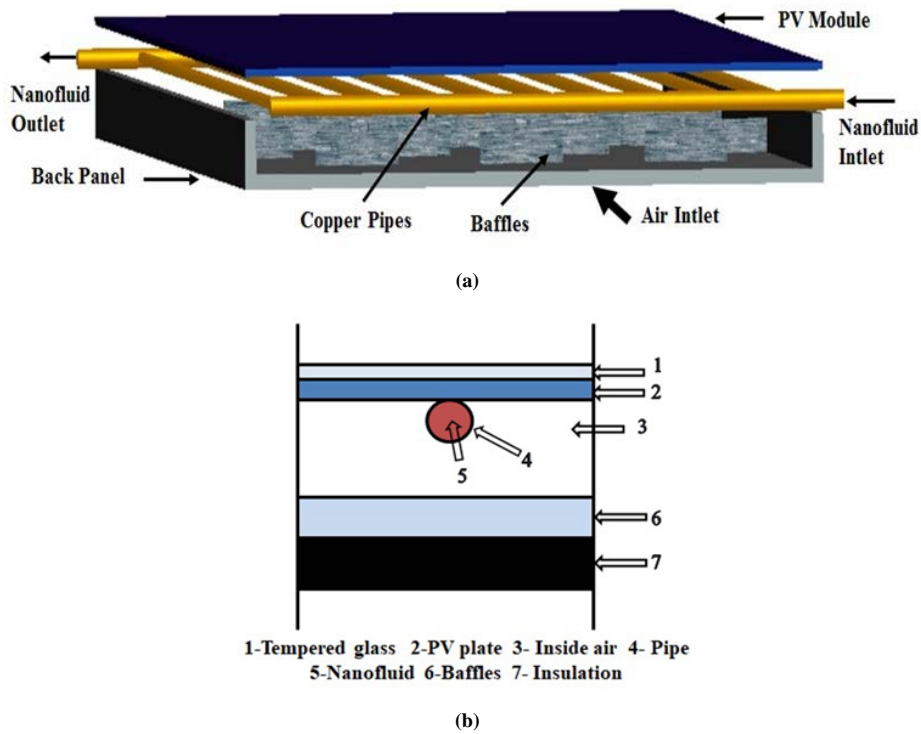 PV Module
Nanofluid
Outlet
Nanofluid
Intlet
Back Panel
Copper Pipes
Baffles
Air Intlet
(a)
1
2
3
4
5
6
7
1-Tempered glass 2-PV plate 3- Inside air 4- Pipe
5-Nanofluid 6-Baffles 7- Insulation
(b)